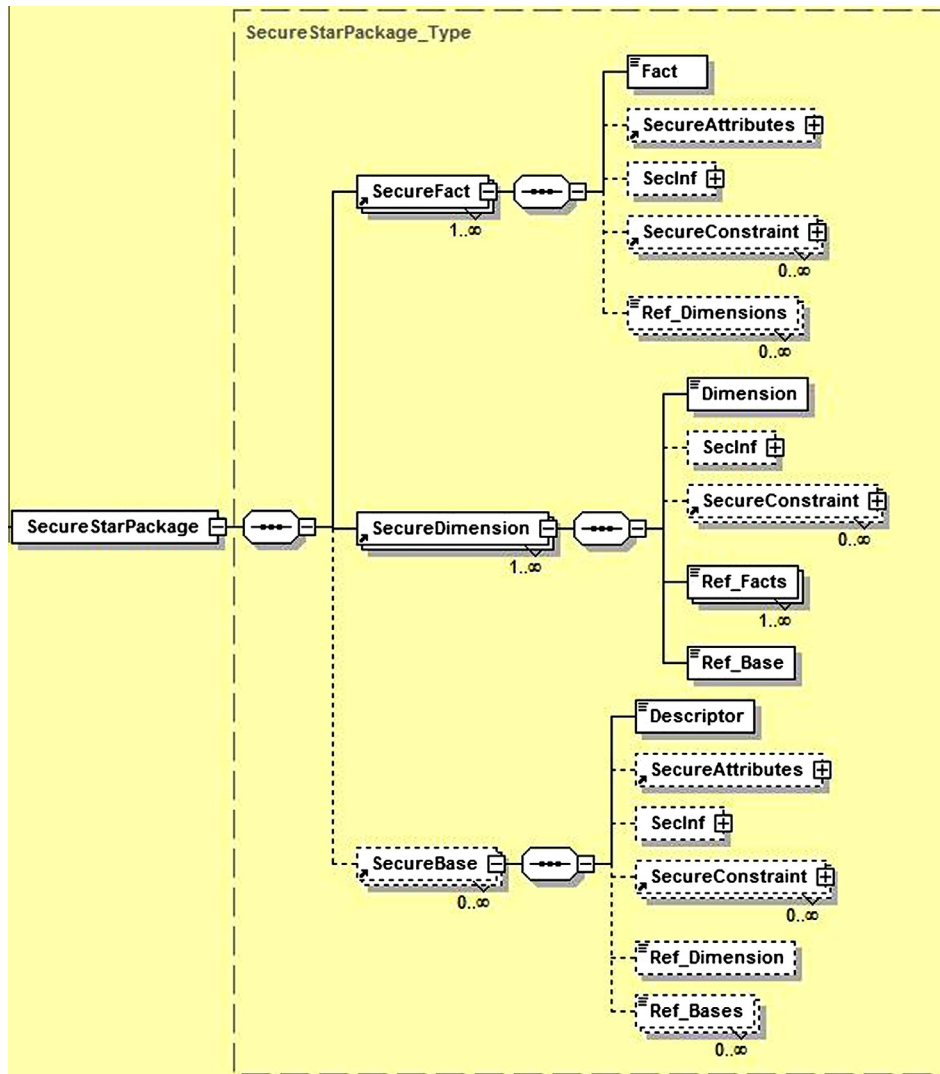 SecureStarPackage_Type
Fact
SecureAttributes
SecInf
SecureFact
1..∞
SecureConstraint
0..∞
Ref_Dimensions
0..∞
Dimension
SecInf
SecureConstraint
0..∞
SecureStarPackage
SecureDimension
1..∞
Ref_Facts
1..∞
Ref_Base
Descriptor
SecureAttributes
SecInf
SecureBase
0..∞
SecureConstraint
0..∞
Ref_Dimension
Ref_Bases
0..∞